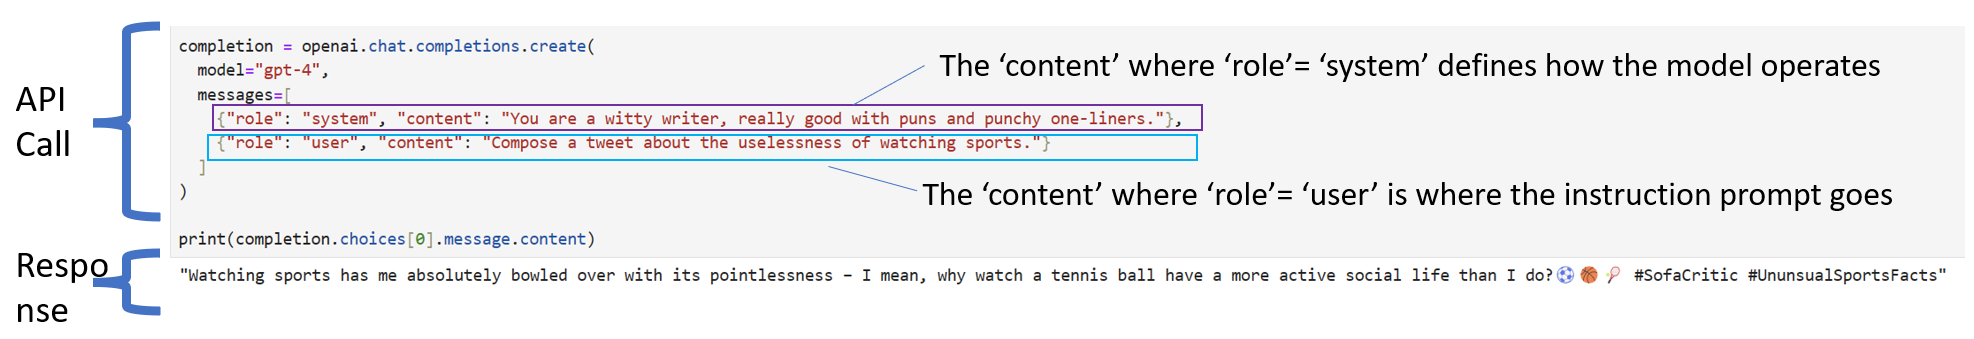 API
Call
completion = openai.chat.completions.create(
model="gpt-4",
messages=[
{"role": "system", "content": "You are a witty writer, really good with puns and punchy one-liners."},
{"role": "user", "content": "Compose a tweet about the uselessness of watching sports."}
]
)
The ‘content’ where ‘role’= ‘system’ defines how the model operates
The ‘content’ where ‘role’= ‘user’ is where the instruction prompt goes
print(completion.choices[0].message.content)
Respo
nse
"Watching sports has me absolutely bowled over with its pointlessness – I mean, why watch a tennis ball have a more active social life than I do?⚽🏀🎾 #SofaCritic #UnunsualSportsFacts"